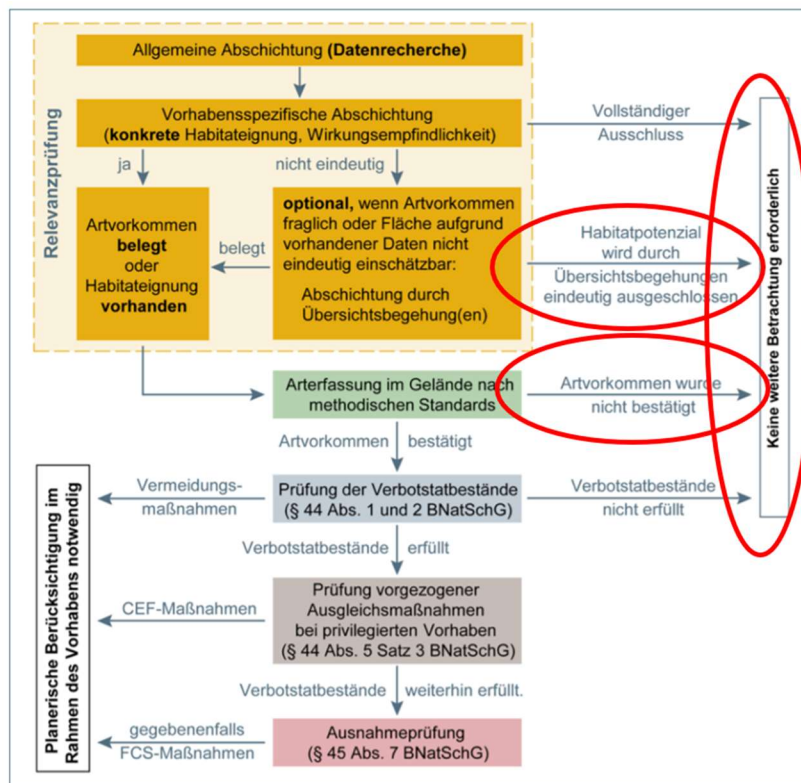 Relevanzprüfung
Allgemeine Abschichtung (Datenrecherche)
Vorhabensspezifische Abschichtung
(konkrete Habitateignung, Wirkungsempfindlichkeit)
Vollständiger
Ausschluss
ja
nicht eindeutig
Artvorkommen
belegt
oder
Habitateignung
vorhanden
belegt
optional, wenn Artvorkommen
fraglich oder Fläche aufgrund
vorhandener Daten nicht
eindeutig einschätzbar:
Abschichtung durch
Übersichtsbegehung(en)
Habitatpotenzial
wird durch
Übersichtsbegehungen
eindeutig ausgeschlossen
Keine weitere Betrachtung erforderlich
Arterfassung im Gelände nach
methodischen Standards
Artvorkommen wurde
nicht bestätigt
Artvorkommen bestätigt
Planerische Berücksichtigung im
Rahmen des Vorhabens notwendig
Vermeidungs-
maßnahmen
Prüfung der Verbotstatbestände
(§ 44 Abs. 1 und 2 BNatSchG)
Verbotstatbestände
nicht erfüllt
Verbotstatbestände erfüllt
CEF-Maßnahmen
Prüfung vorgezogener
Ausgleichsmaßnahmen
bei privilegierten Vorhaben
(§ 44 Abs. 5 Satz 3 BNatSchG)
Verbotstatbestände weiterhin erfüllt.
gegebenenfalls
FCS-Maßnahmen
Ausnahmeprüfung
(§ 45 Abs. 7 BNatSchG)